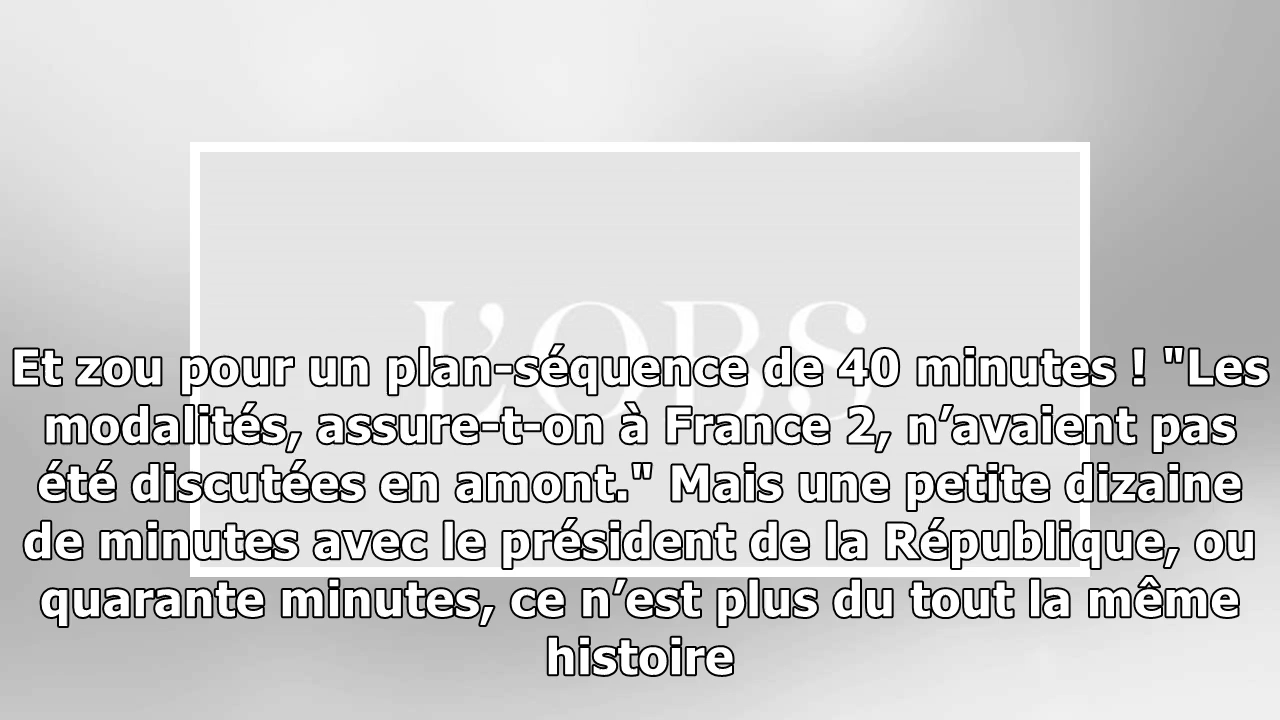 L'OBS
Et zou pour un plan-séquence de 40 minutes ! "Les
modalités, assure-t-on à France 2, n’avaient pas
été discutées en amont." Mais une petite dizaine
de minutes avec le président de la République, ou
quarante minutes, ce n’est plus du tout la même
histoire